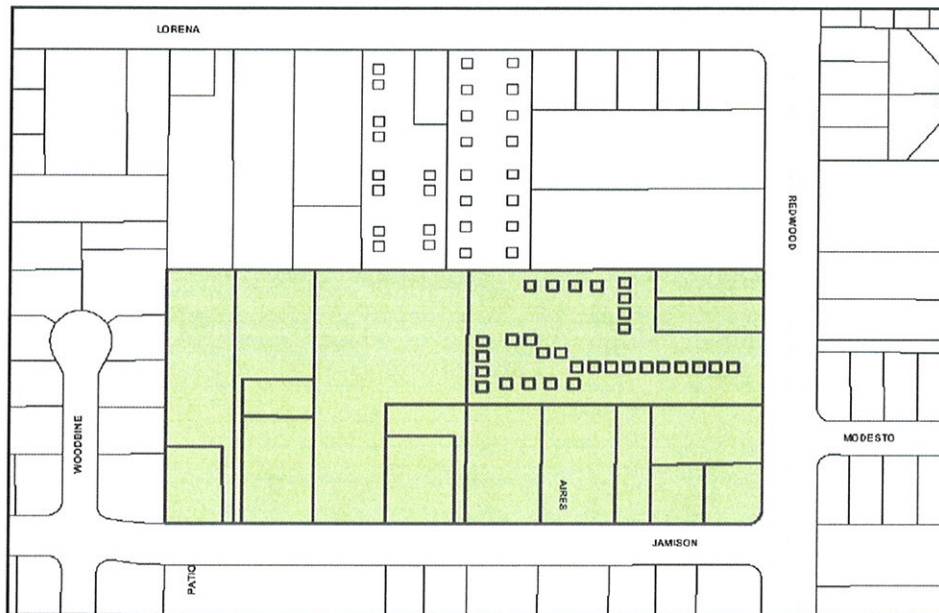 LORENA
REDWOOD
MODESTO
WOODBINE
AIRES
JAMISON
PATIO